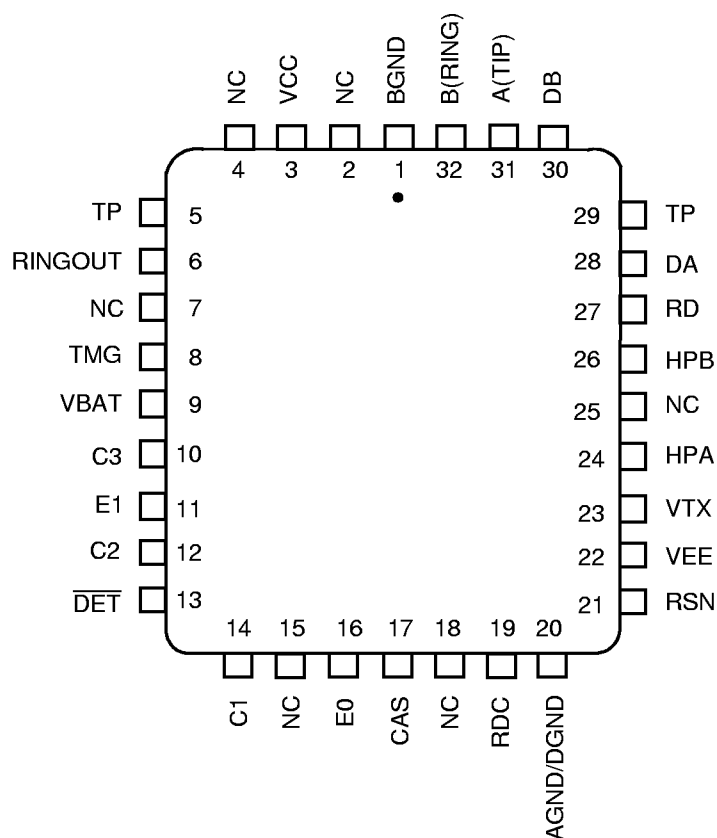 NC VCC NC BGND B(RING) A(TIP) DB
4 3 2 1 32 31 30
TP 5 29 TP
RINGOUT 6 28 DA
NC 7 27 RD
TMG 8 26 HPB
VBAT 9 25 NC
C3 10 24 HPA
E1 11 23 VTX
C2 12 22 VEE
D̅E̅T̅ 13 21 RSN
14 15 16 17 18 19 20
C1 NC E0 CAS NC RDC AGND/DGND